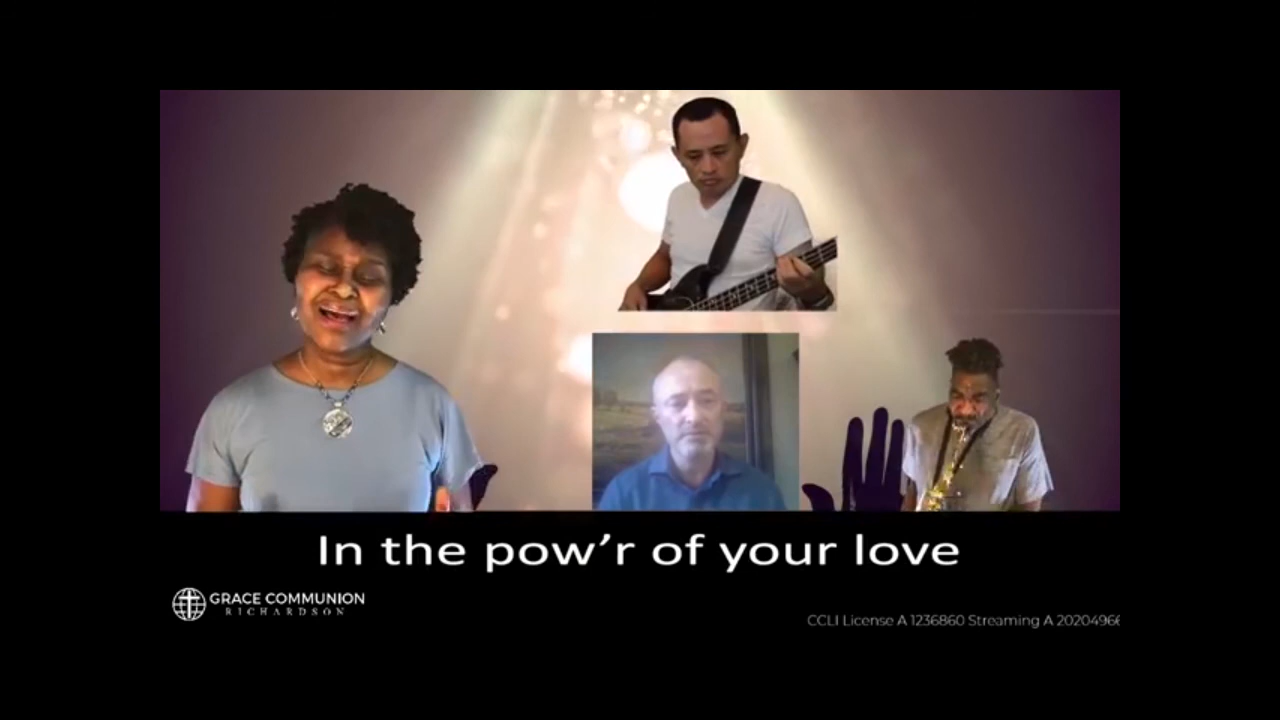 In the pow’r of your love
GRACE COMMUNION
RICHARDSON
CCLI License A 1236860 Streaming A 2020496